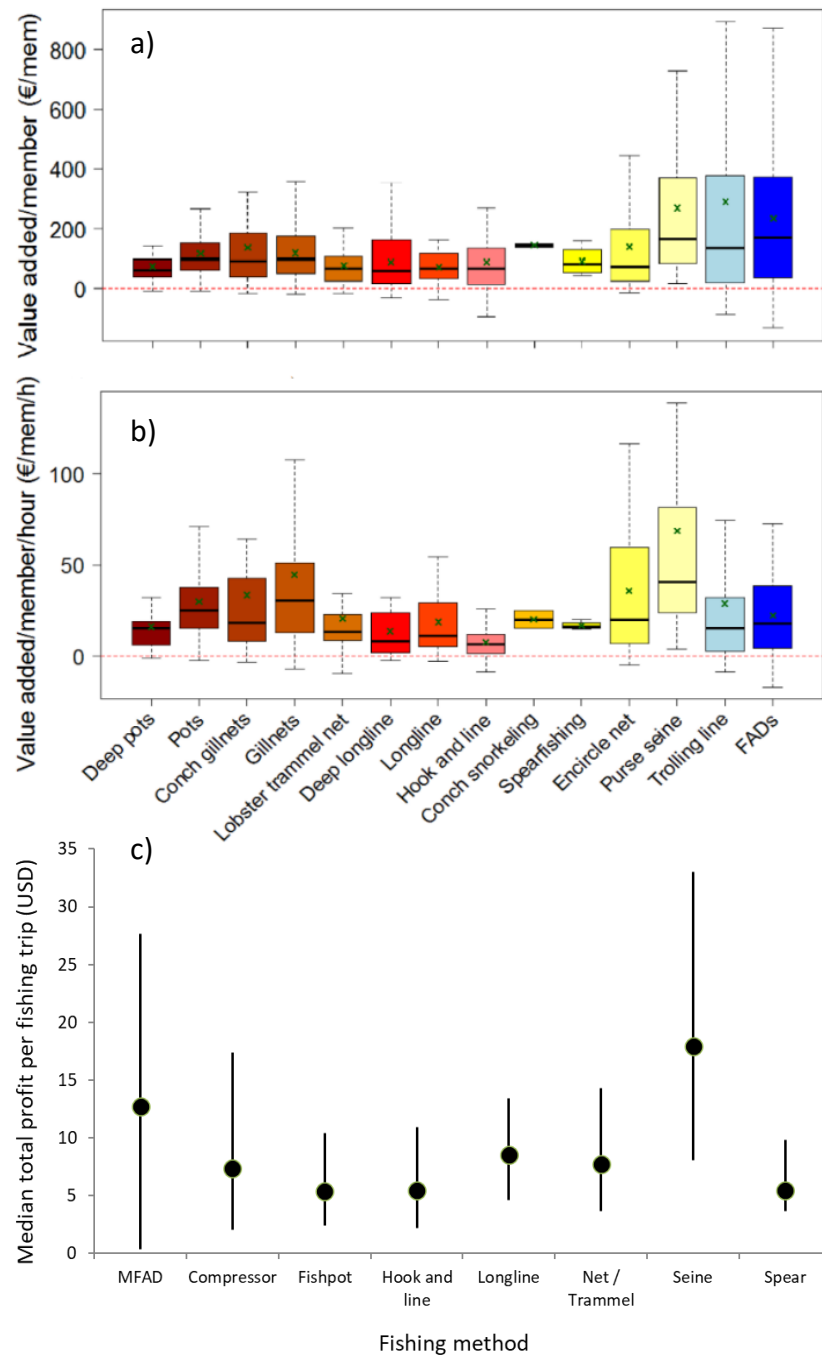 a)
Value added/member (€/mem)
800
600
400
200
0
b)
Value added/member/hour (€/mem/h)
100
50
0
Deep pots
Pots
Conch gillnets
Gillnets
Lobster trammel net
Deep longline
Longline
Hook and line
Conch snorkeling
Spearfishing
Encircle net
Purse seine
Trolling line
FADs
c)
Median total profit per fishing trip (USD)
35
30
25
20
15
10
5
0
MFAD
Compressor
Fishpot
Hook and
line
Longline
Net /
Trammel
Seine
Spear
Fishing method